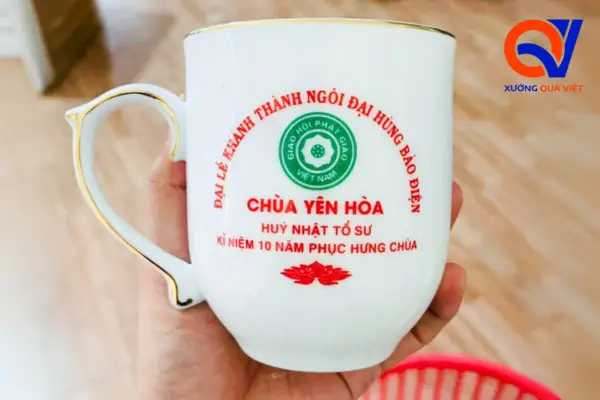 QV
XƯỞNG QUÀ VIỆT
ĐẠI LỄ KHÁNH THÀNH NGÔI ĐẠI HÙNG BẢO ĐIỆN
GIÁO HỘI PHẬT GIÁO
VIỆT NAM
CHÙA YÊN HÒA
HUÝ NHẬT TỔ SƯ
KỈ NIỆM 10 NĂM PHỤC HƯNG CHÙA